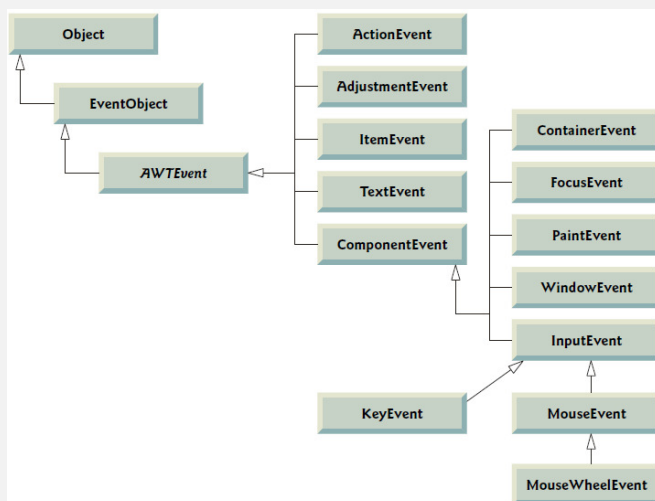 Object
ActionEvent
AdjustmentEvent
EventObject
ContainerEvent
ItemEvent
AWTEvent
FocusEvent
TextEvent
PaintEvent
ComponentEvent
WindowEvent
InputEvent
KeyEvent
MouseEvent
MouseWheelEvent